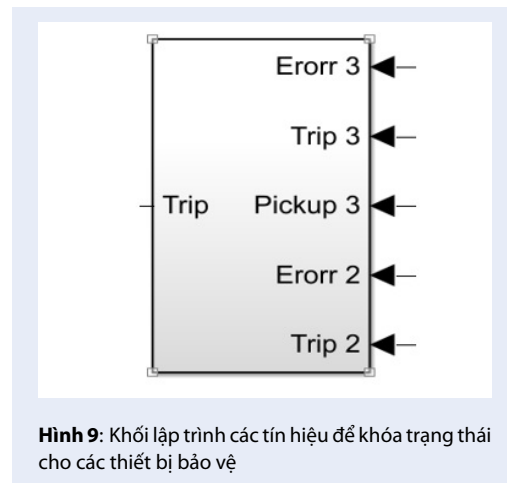 Erorr 3
Trip 3
Trip Pickup 3
Erorr 2
Trip 2
Hình 9: Khối lập trình các tín hiệu để khóa trạng thái
cho các thiết bị bảo vệ